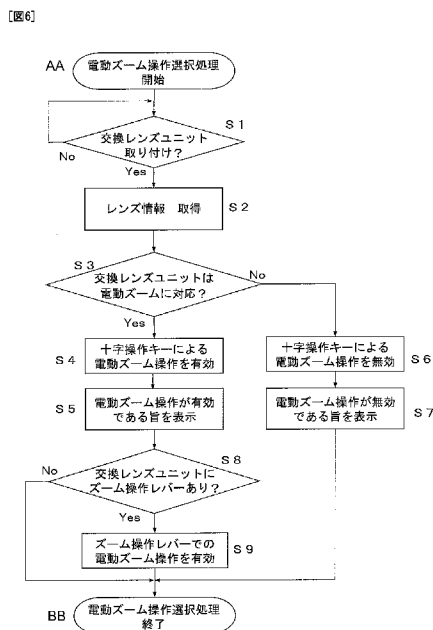 [図6]
AA
電動ズーム操作選択処理
開始
S1
交換レンズユニット
取り付け?
No
Yes
レンズ情報 取得
S2
S3
交換レンズユニットは
電動ズームに対応?
No
Yes
S4
十字操作キーによる
電動ズーム操作を有効
十字操作キーによる
電動ズーム操作を無効
S6
S5
電動ズーム操作が有効
である旨を表示
電動ズーム操作が無効
である旨を表示
S7
S8
No
交換レンズユニットに
ズーム操作レバーあり?
Yes
ズーム操作レバーでの
電動ズーム操作を有効
S9
BB
電動ズーム操作選択処理
終了